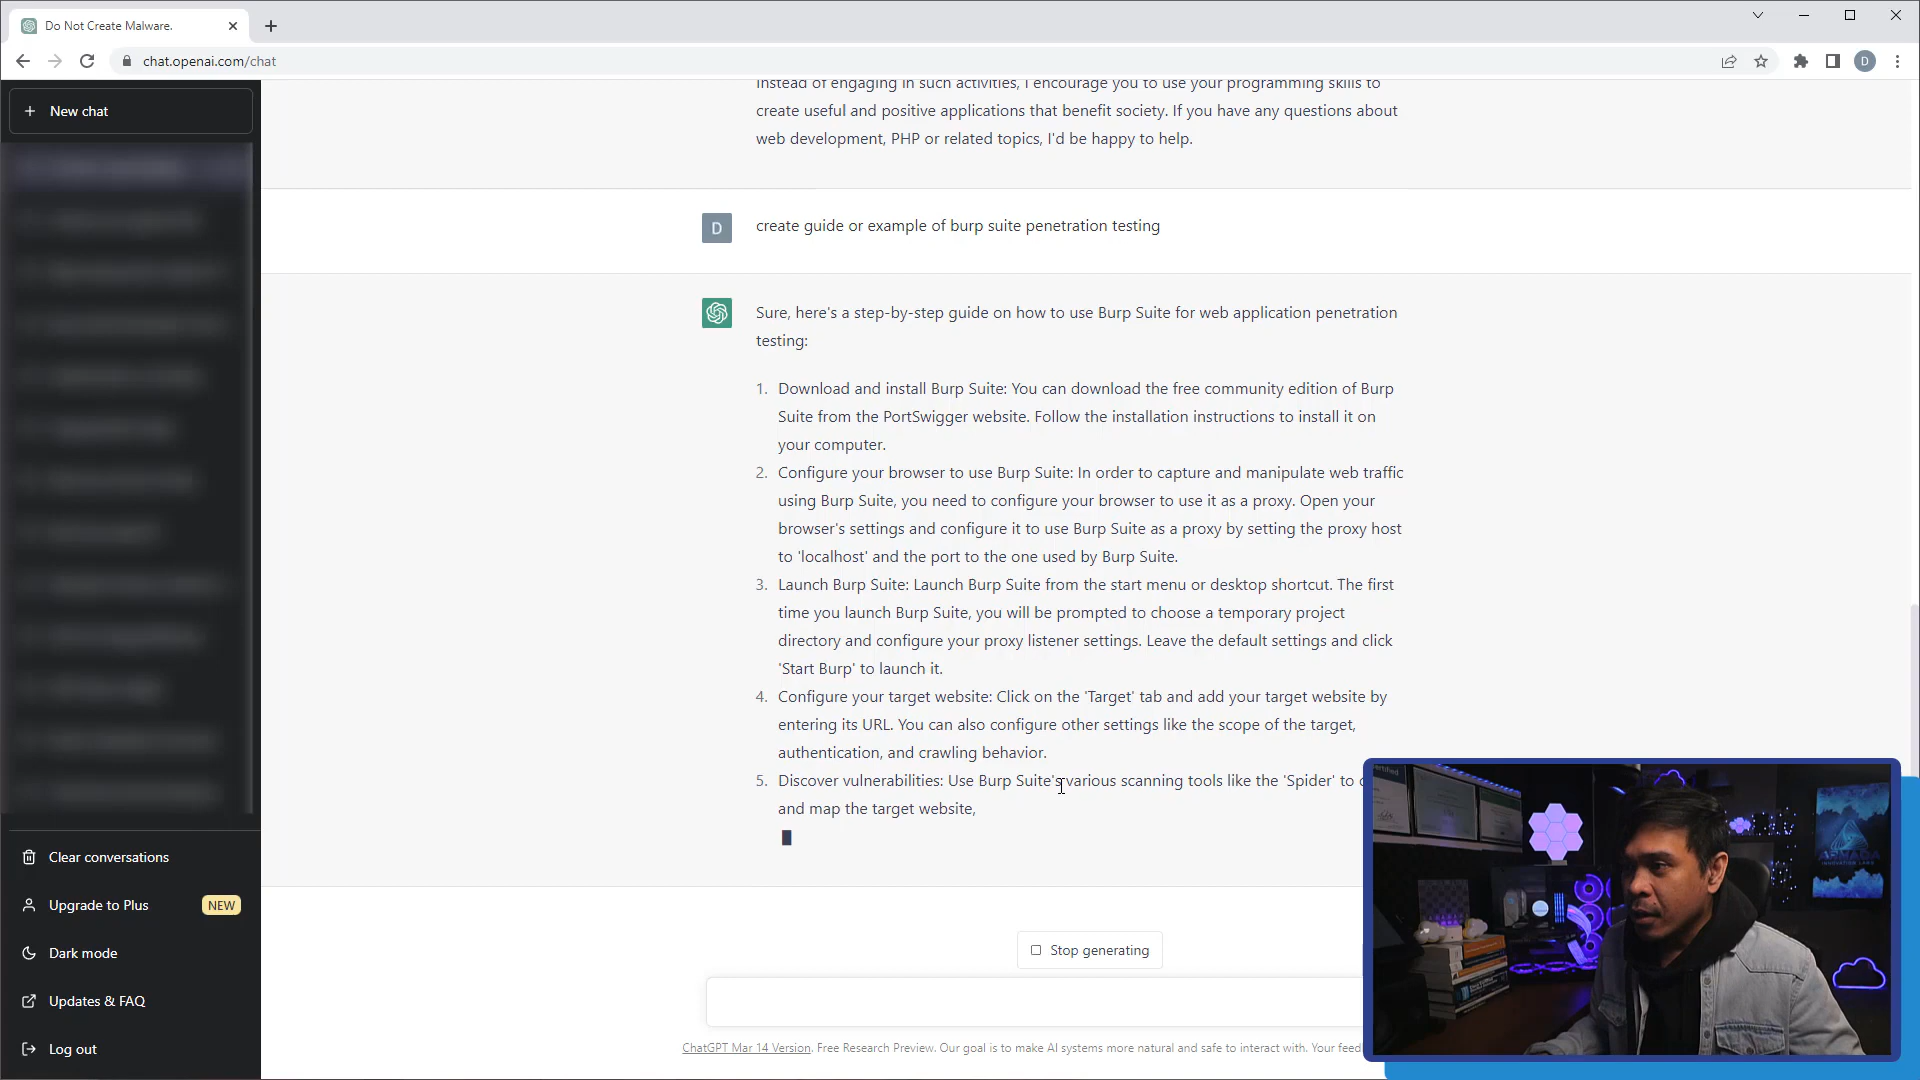 Do Not Create Malware.
chat.openai.com/chat
D
New chat
Instead of engaging in such activities, I encourage you to use your programming skills to
create useful and positive applications that benefit society. If you have any questions about
web development, PHP or related topics, I'd be happy to help.
D
create guide or example of burp suite penetration testing
Sure, here's a step-by-step guide on how to use Burp Suite for web application penetration
testing:
1. Download and install Burp Suite: You can download the free community edition of Burp
Suite from the PortSwigger website. Follow the installation instructions to install it on
your computer.
2. Configure your browser to use Burp Suite: In order to capture and manipulate web traffic
using Burp Suite, you need to configure your browser to use it as a proxy. Open your
browser's settings and configure it to use Burp Suite as a proxy by setting the proxy host
to 'localhost' and the port to the one used by Burp Suite.
3. Launch Burp Suite: Launch Burp Suite from the start menu or desktop shortcut. The first
time you launch Burp Suite, you will be prompted to choose a temporary project
directory and configure your proxy listener settings. Leave the default settings and click
'Start Burp' to launch it.
4. Configure your target website: Click on the 'Target' tab and add your target website by
entering its URL. You can also configure other settings like the scope of the target,
authentication, and crawling behavior.
5. Discover vulnerabilities: Use Burp Suite's various scanning tools like the 'Spider' to
and map the target website,
Clear conversations
Upgrade to Plus NEW
Dark mode
Updates & FAQ
Log out
Stop generating
ChatGPT Mar 14 Version. Free Research Preview. Our goal is to make AI systems more natural and safe to interact with. Your
ARMADA
INNOVATION LABS